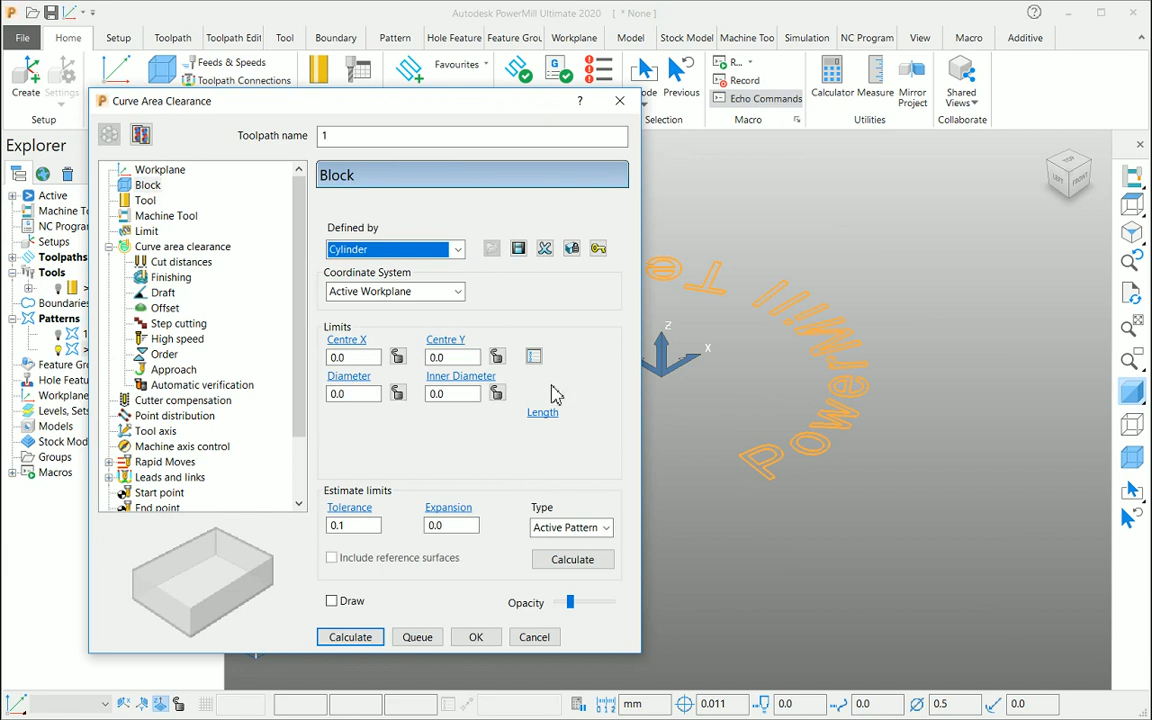 Autodesk PowerMill Ultimate 2020 [ * None ]
File Home Setup Toolpath Toolpath Edit Tool Boundary Pattern Hole Feature Feature Grou Workplane Model Stock Model Machine Too Simulation NC Program View Macro Additive
Create
Settings
Setup
Feeds & Speeds
Toolpath Connections
Favourites
Previous
Selection
R...
Record
Echo Commands
Macro
Calculator
Measure
Mirror Project
Utilities
Shared Views
Collaborate
Explorer
Active
Machine T
NC Progra
Setups
Toolpaths
Tools
Boundaries
Patterns
1
Feature Gr
Hole Featu
Workplane
Levels, Set
Models
Stock Mod
Groups
Macros
Curve Area Clearance
?
Toolpath name 1
Workplane
Block
Tool
Machine Tool
Limit
Curve area clearance
Cut distances
Finishing
Draft
Offset
Step cutting
High speed
Order
Approach
Automatic verification
Cutter compensation
Point distribution
Tool axis
Machine axis control
Rapid Moves
Leads and links
Start point
End point
Block
Defined by
Cylinder
Coordinate System
Active Workplane
Limits
Centre X Centre Y
0.0 0.0
Diameter Inner Diameter
0.0 0.0
Length
Estimate limits
Tolerance Expansion Type
0.1 0.0 Active Pattern
Include reference surfaces Calculate
Draw Opacity
Calculate Queue OK Cancel
Z
X
PowerMill Te
TOP
LEFT
FRONT
mm 0.011 0.0 0.0 0.5 0.0